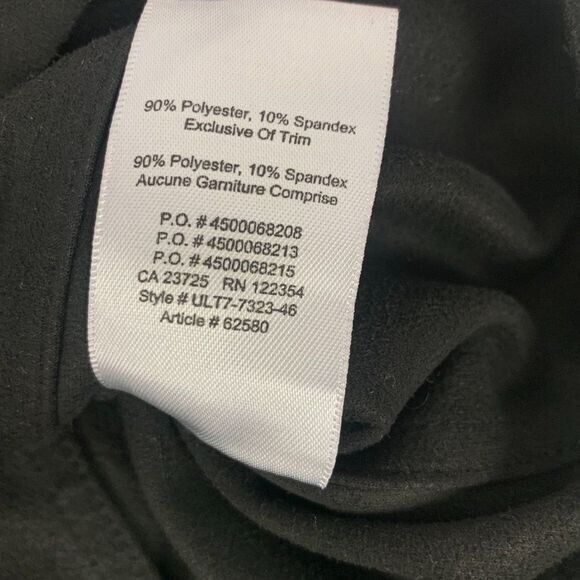 90% Polyester, 10% Spandex
Exclusive Of Trim
90% Polyester, 10% Spandex
Aucune Garniture Comprise
P.O. # 4500068208
P.O. # 4500068213
P.O. # 4500068215
CA 23725 RN 122354
Style # ULT7-7323-46
Article # 62580